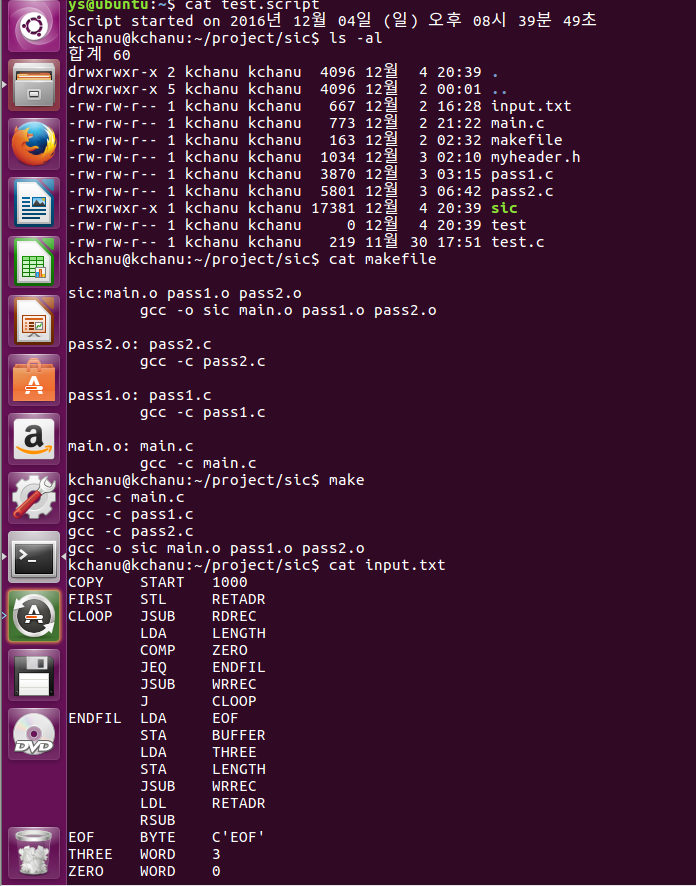 ys@ubuntu:~$ cat test.script
Script started on 2016년 12월 04일 (일) 오후 08시 39분 49초
kchanu@kchanu:~/project/sic$ ls -al
합계 60
drwxrwxr-x 2 kchanu kchanu  4096 12월  4 20:39 .
drwxrwxr-x 5 kchanu kchanu  4096 12월  2 00:01 ..
-rw-rw-r-- 1 kchanu kchanu   667 12월  2 16:28 input.txt
-rw-rw-r-- 1 kchanu kchanu   773 12월  2 21:22 main.c
-rw-rw-r-- 1 kchanu kchanu   163 12월  2 02:32 makefile
-rw-rw-r-- 1 kchanu kchanu  1034 12월  3 02:10 myheader.h
-rw-rw-r-- 1 kchanu kchanu  3870 12월  3 03:15 pass1.c
-rw-rw-r-- 1 kchanu kchanu  5801 12월  3 06:42 pass2.c
-rwxrwxr-x 1 kchanu kchanu 17381 12월  4 20:39 sic
-rw-rw-r-- 1 kchanu kchanu     0 12월  4 20:39 test
-rw-rw-r-- 1 kchanu kchanu   219 11월 30 17:51 test.c
kchanu@kchanu:~/project/sic$ cat makefile
sic:main.o pass1.o pass2.o
        gcc -o sic main.o pass1.o pass2.o
pass2.o: pass2.c
        gcc -c pass2.c
pass1.o: pass1.c
        gcc -c pass1.c
main.o: main.c
        gcc -c main.c
kchanu@kchanu:~/project/sic$ make
gcc -c main.c
gcc -c pass1.c
gcc -c pass2.c
gcc -o sic main.o pass1.o pass2.o
kchanu@kchanu:~/project/sic$ cat input.txt
COPY    START   1000
FIRST   STL     RETADR
CLOOP   JSUB    RDREC
        LDA     LENGTH
        COMP    ZERO
        JEQ     ENDFIL
        JSUB    WRREC
        J       CLOOP
ENDFIL  LDA     EOF
        STA     BUFFER
        LDA     THREE
        STA     LENGTH
        JSUB    WRREC
        LDL     RETADR
        RSUB
EOF     BYTE    C'EOF'
THREE   WORD    3
ZERO    WORD    0
a
DVD